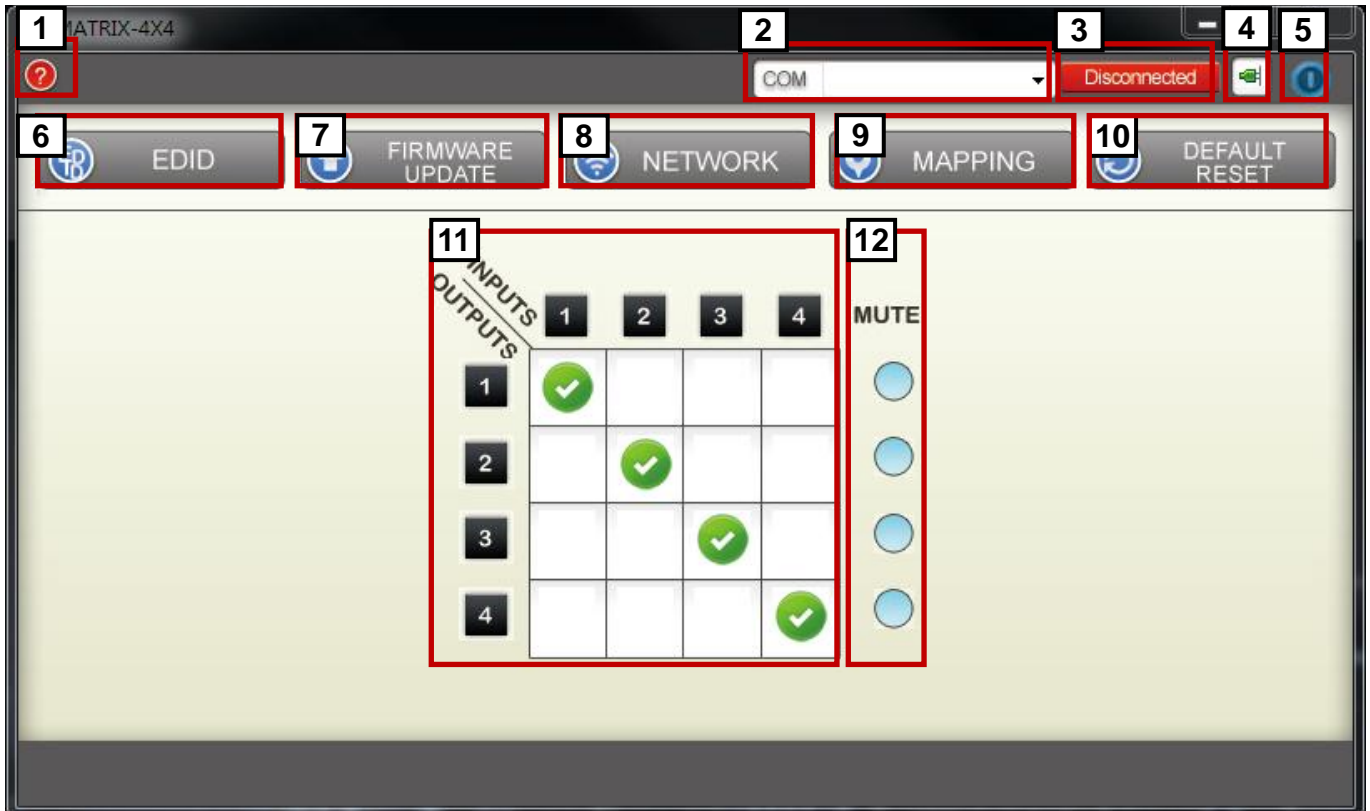 1
MATRIX-4X4
2
3
4
5
?
COM
Disconnected
6
EDID
7
FIRMWARE
UPDATE
8
NETWORK
9
MAPPING
10
DEFAULT
RESET
11
12
INPUTS
OUTPUTS
1 2 3 4
MUTE
1
2
3
4